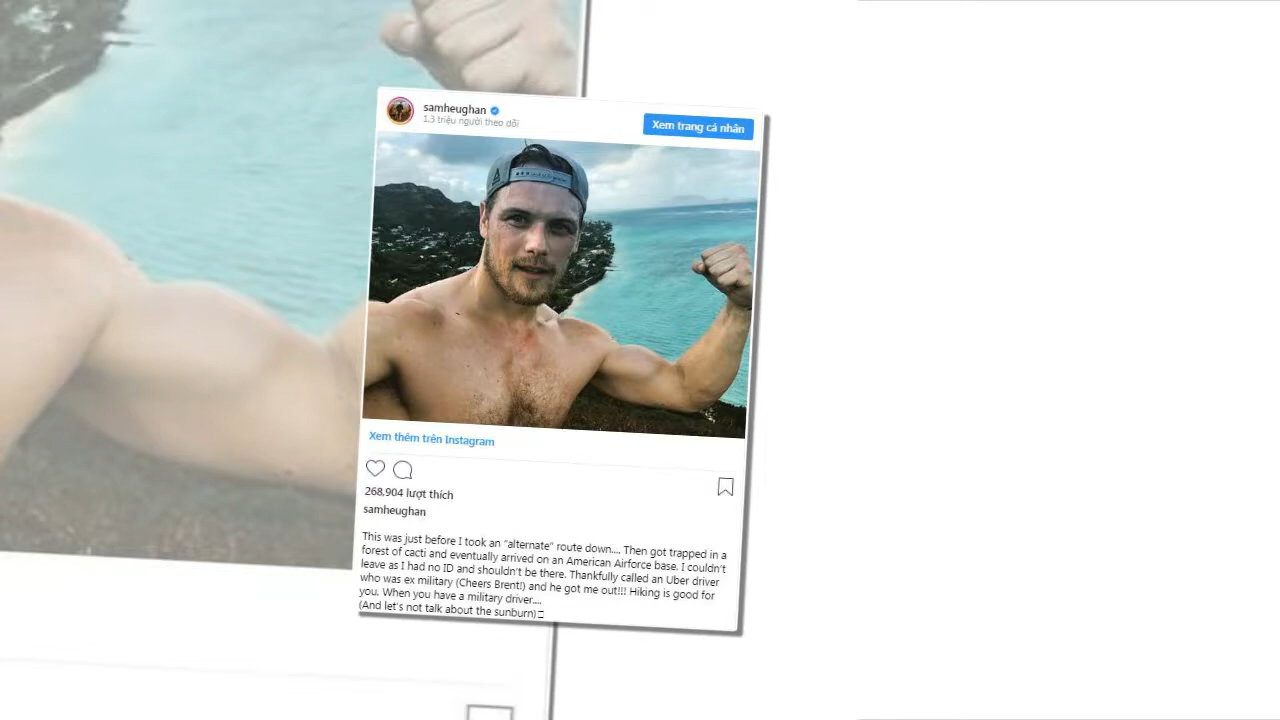 samheughan
1.3 triệu người theo dõi
Xem trang cá nhân
Xem thêm trên Instagram
268,904 lượt thích
samheughan
This was just before I took an "alternate" route down.... Then got trapped in a
forest of cacti and eventually arrived on an American Airforce base. I couldn't
leave as I had no ID and shouldn't be there. Thankfully called an Uber driver
who was ex military (Cheers Brent!) and he got me out!!! Hiking is good for
you. When you have a military driver....
(And let's not talk about the sunburn)